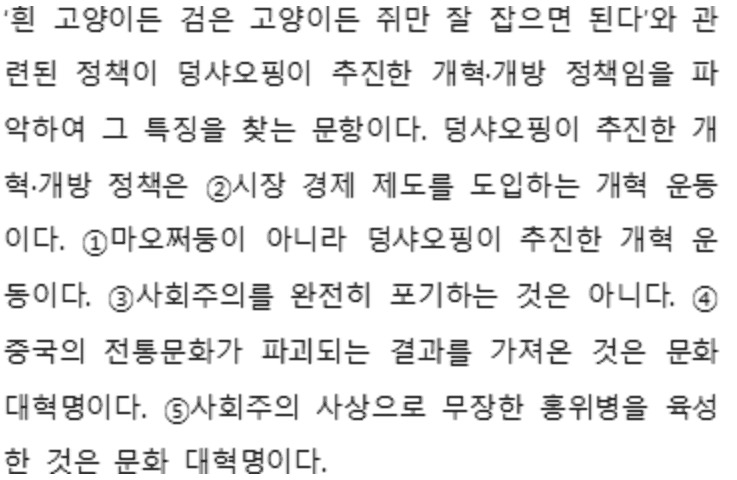 '흰 고양이든 검은 고양이든 쥐만 잘 잡으면 된다'와 관
련된 정책이 덩샤오핑이 추진한 개혁·개방 정책임을 파
악하여 그 특징을 찾는 문항이다. 덩샤오핑이 추진한 개
혁·개방 정책은 ②시장 경제 제도를 도입하는 개혁 운동
이다. ①마오쩌둥이 아니라 덩샤오핑이 추진한 개혁 운
동이다. ③사회주의를 완전히 포기하는 것은 아니다. ④
중국의 전통문화가 파괴되는 결과를 가져온 것은 문화
대혁명이다. ⑤사회주의 사상으로 무장한 홍위병을 육성
한 것은 문화 대혁명이다.